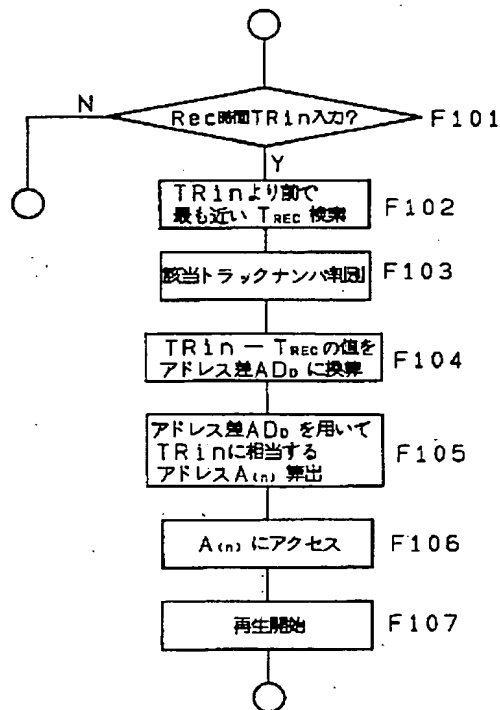 N
Rec時間TRin入力?
F101
Y
TRinより前で
最も近い TREC 検索
F102
該当トラックナンバ判別
F103
TRin - TRECの値を
アドレス差ADD に換算
F104
アドレス差ADD を用いて
TRinに相当する
アドレスA(n) 算出
F105
A(n) にアクセス
F106
再生開始
F107